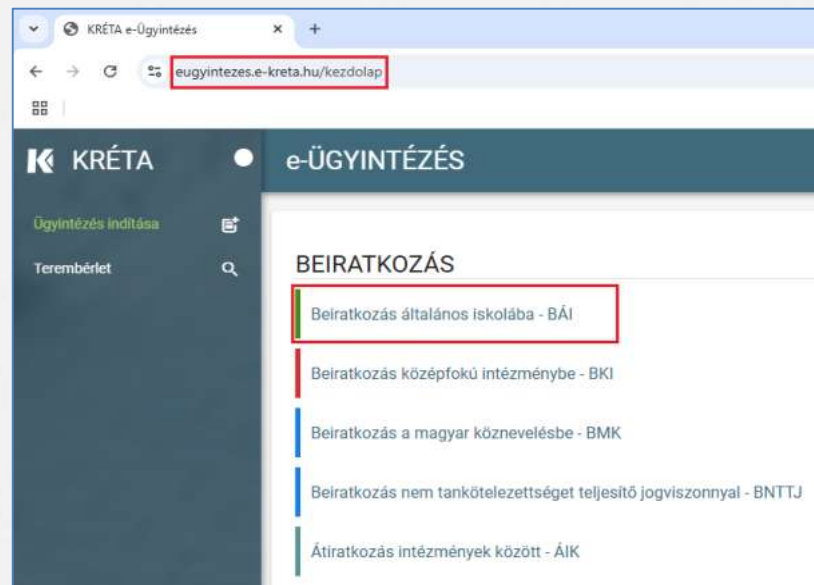 KRÉTA e-Ügyintézés
eugyintezes.e-kreta.hu/kezdolap
KRÉTA
e-ÜGYINTÉZÉS
Ügyintézés indítása
Terembérlet
BEIRATKOZÁS
Beiratkozás általános iskolába - BÁI
Beiratkozás középfokú intézménybe - BKI
Beiratkozás a magyar köznevelésbe - BMK
Beiratkozás nem tankötelezettséget teljesítő jogviszonnyal - BNTTJ
Átiratkozás intézmények között - ÁIK